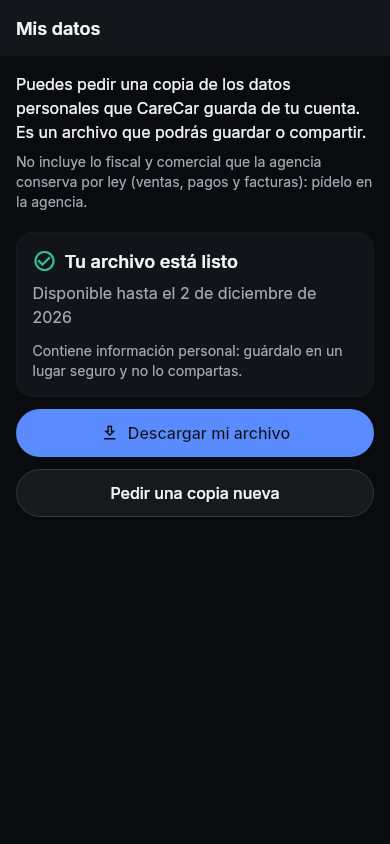 Mis datos
Puedes pedir una copia de los datos
personales que CareCar guarda de tu cuenta.
Es un archivo que podrás guardar o compartir.
No incluye lo fiscal y comercial que la agencia
conserva por ley (ventas, pagos y facturas): pídelo en
la agencia.
Tu archivo está listo
Disponible hasta el 2 de diciembre de
2026
Contiene información personal: guárdalo en un
lugar seguro y no lo compartas.
Descargar mi archivo
Pedir una copia nueva